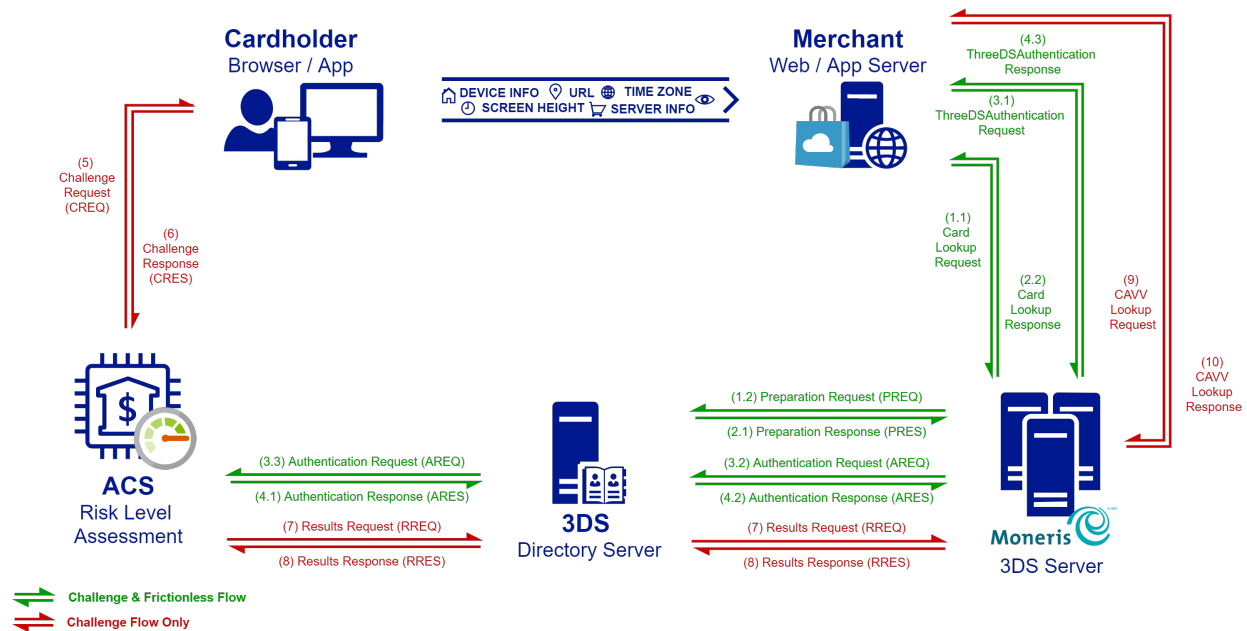 Cardholder
Browser / App
Merchant
Web / App Server
DEVICE INFO URL TIME ZONE
SCREEN HEIGHT SERVER INFO
(4.3)
ThreeDSAuthentication
Response
(3.1)
ThreeDSAuthentication
Request
(5)
Challenge
Request
(CREQ)
(6)
Challenge
Response
(CRES)
(1.1)
Card
Lookup
Request
(2.2)
Card
Lookup
Response
(9)
CAVV
Lookup
Request
(10)
CAVV
Lookup
Response
$
(1.2) Preparation Request (PREQ)
(2.1) Preparation Response (PRES)
(3.3) Authentication Request (AREQ)
(4.1) Authentication Response (ARES)
(3.2) Authentication Request (AREQ)
(4.2) Authentication Response (ARES)
ACS
Risk Level
Assessment
(7) Results Request (RREQ)
(8) Results Response (RRES)
3DS
Directory Server
(7) Results Request (RREQ)
(8) Results Response (RRES)
Moneris
3DS Server
Challenge & Frictionless Flow
Challenge Flow Only